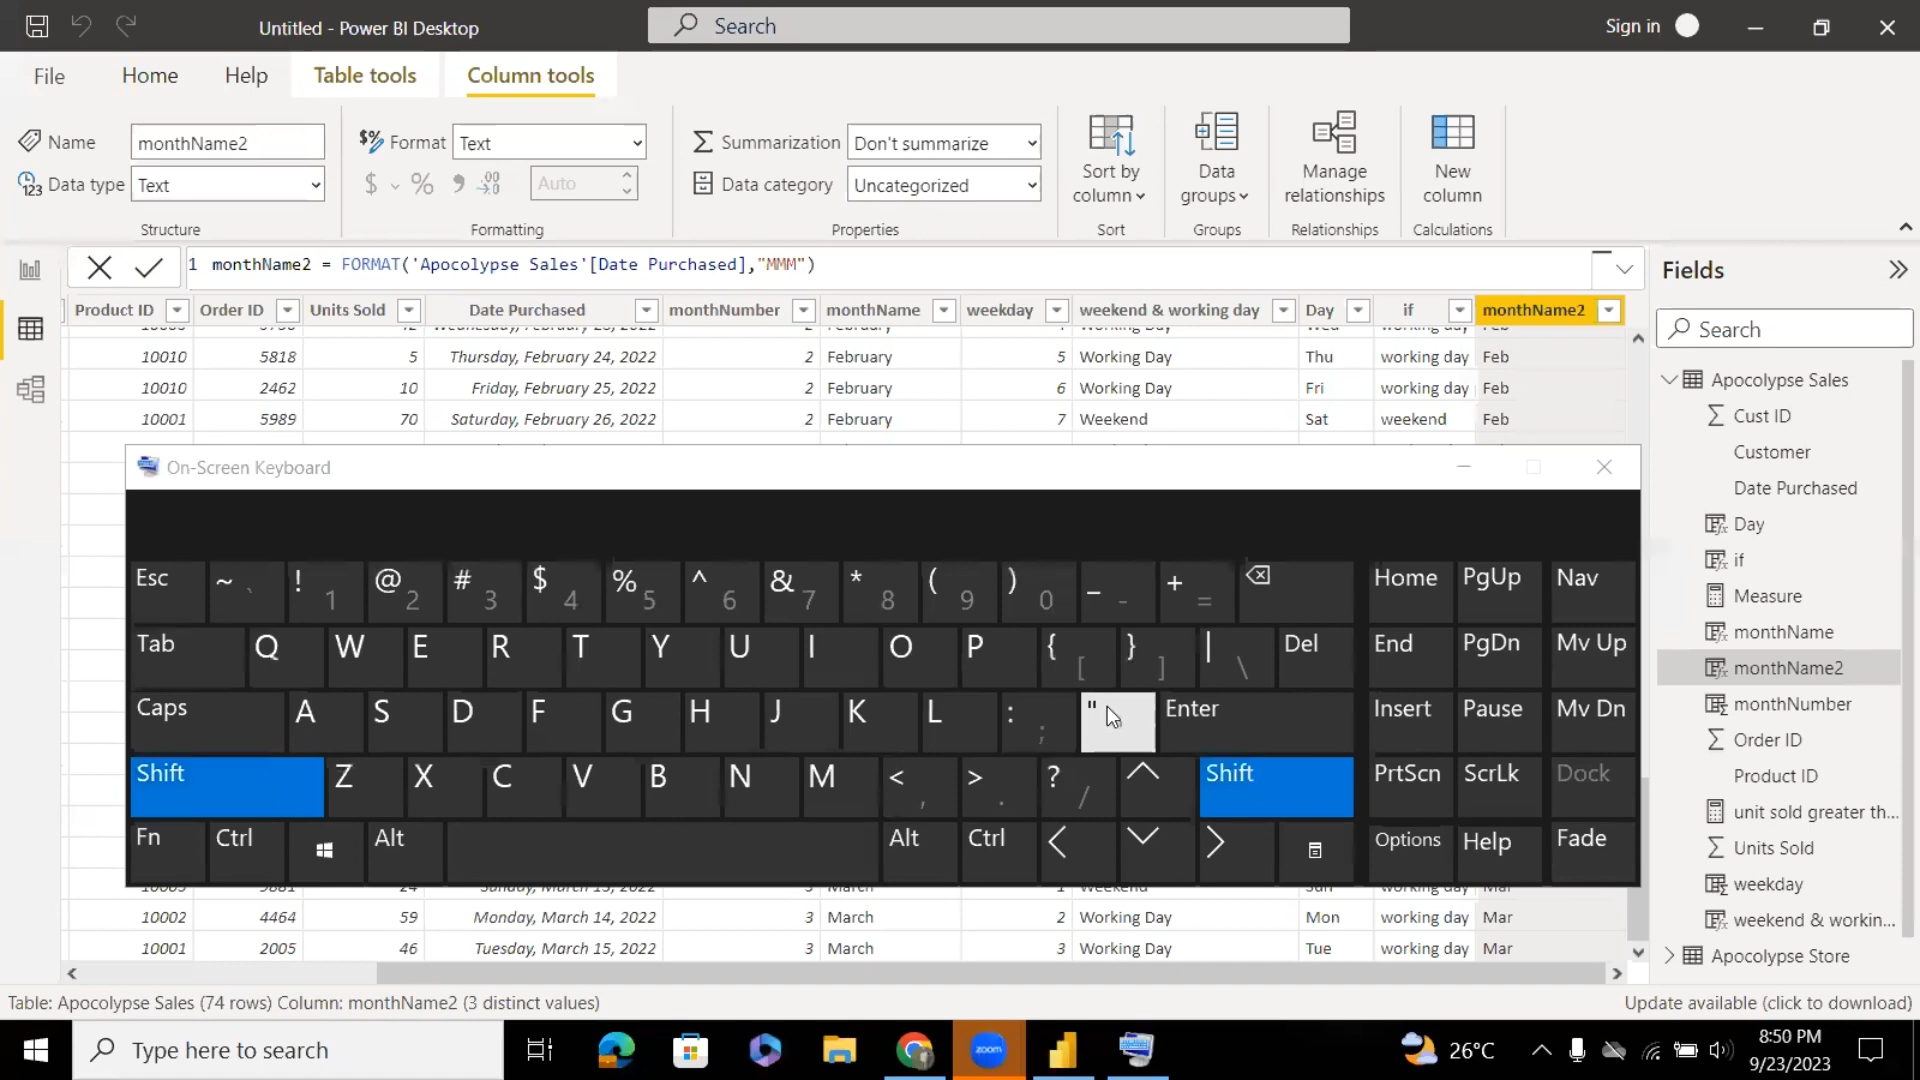 Untitled - Power BI Desktop
Search
Sign in
File
Home
Help
Table tools
Column tools
Name
monthName2
Format
Text
Summarization
Don't summarize
Sort by
column
Data
groups
Manage
relationships
New
column
Data type
Text
$ % 9 .00
Auto
Data category
Uncategorized
Structure
Formatting
Properties
Sort
Groups
Relationships
Calculations
1 monthName2 = FORMAT('Apocolypse Sales'[Date Purchased],"MMM")
Product ID Order ID Units Sold Date Purchased monthNumber monthName weekday weekend & working day Day if monthName2
10010 5818 5 Thursday, February 24, 2022 2 February 5 Working Day Thu working day Feb
10010 2462 10 Friday, February 25, 2022 2 February 6 Working Day Fri working day Feb
10001 5989 70 Saturday, February 26, 2022 2 February 7 Weekend Sat weekend Feb
On-Screen Keyboard
Esc ~ ` ! 1 @ 2 # 3 $ 4 % 5 ^ 6 & 7 * 8 ( 9 ) 0 _ - + = Home PgUp Nav
Tab Q W E R T Y U I O P { [ } ] | \ Del End PgDn Mv Up
Caps A S D F G H J K L : ; " Enter Insert Pause Mv Dn
Shift Z X C V B N M < , > . ? / Shift PrtScn ScrLk Dock
Fn Ctrl Alt Alt Ctrl Options Help Fade
10002 4464 59 Monday, March 14, 2022 3 March 2 Working Day Mon working day Mar
10001 2005 46 Tuesday, March 15, 2022 3 March 3 Working Day Tue working day Mar
Fields
Search
Apocolypse Sales
Cust ID
Customer
Date Purchased
Day
if
Measure
monthName
monthName2
monthNumber
Order ID
Product ID
unit sold greater th...
Units Sold
weekday
weekend & workin...
Apocolypse Store
Table: Apocolypse Sales (74 rows) Column: monthName2 (3 distinct values)
Update available (click to download)
Type here to search
zoom
26°C
8:50 PM
9/23/2023